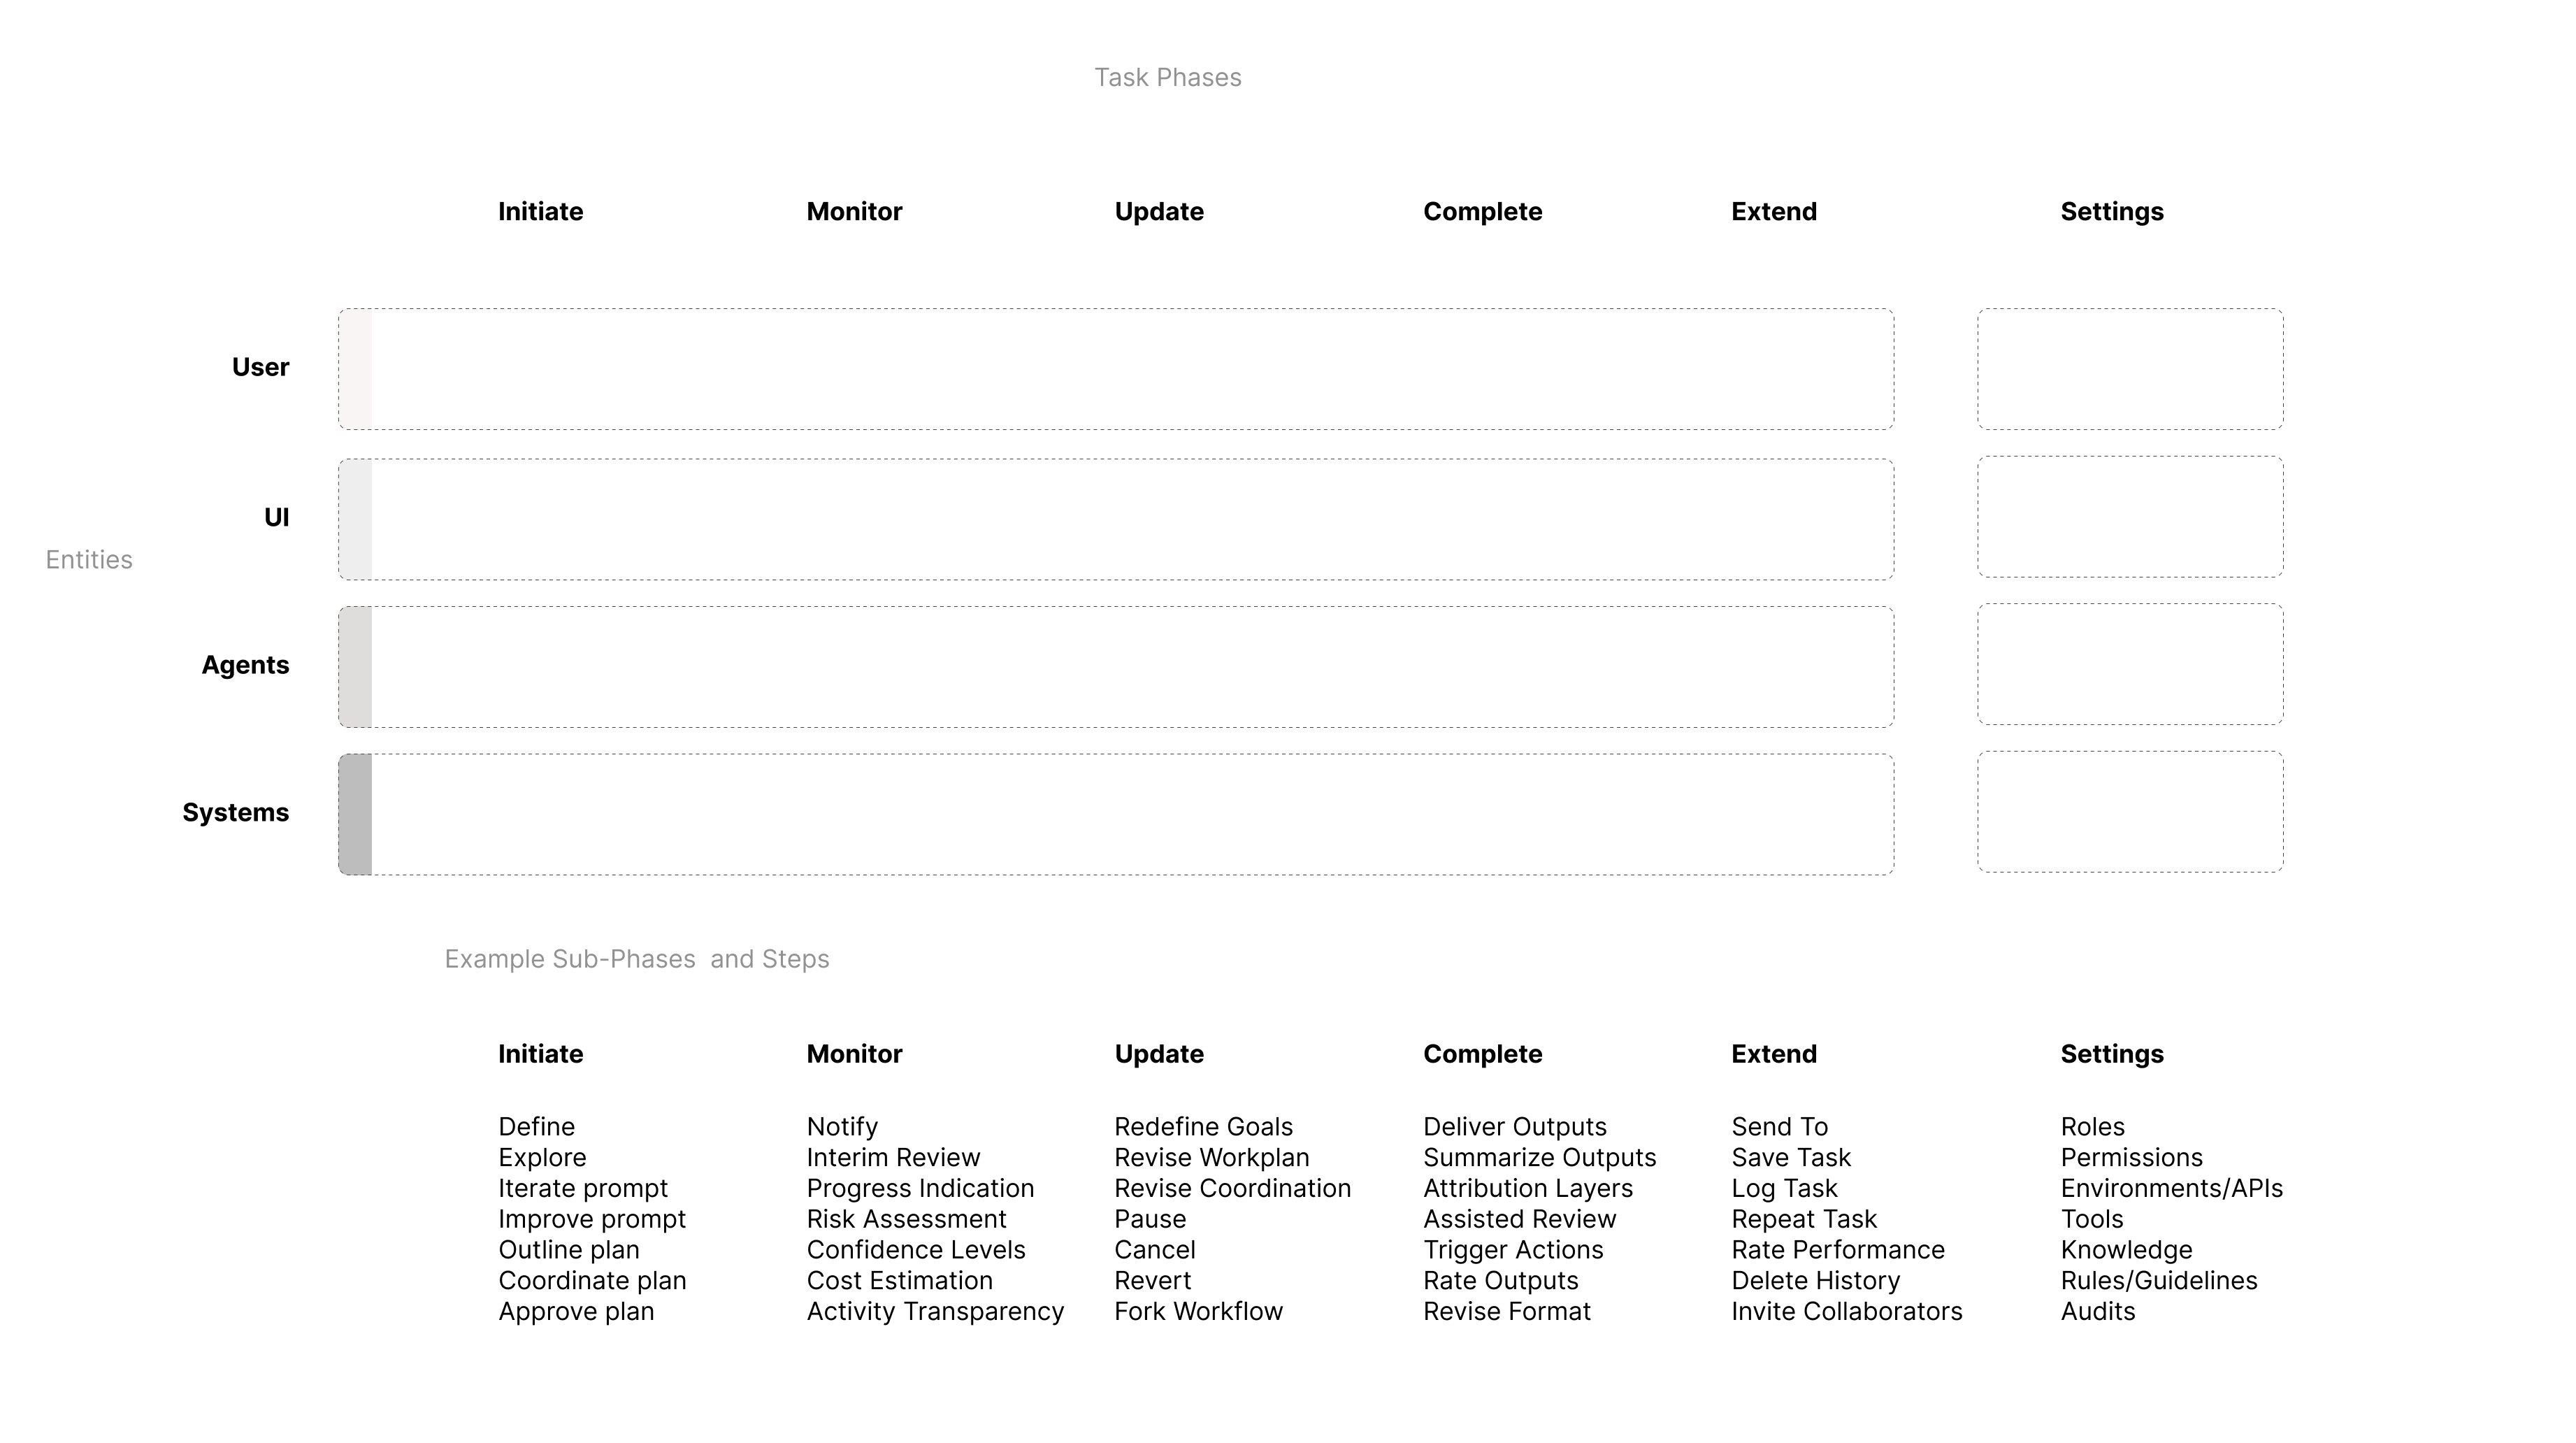 Task Phases
Initiate Monitor Update Complete Extend Settings
User
UI
Entities
Agents
Systems
Example Sub-Phases  and Steps
Initiate Monitor Update Complete Extend Settings
Define Notify Redefine Goals Deliver Outputs Send To Roles
Explore Interim Review Revise Workplan Summarize Outputs Save Task Permissions
Iterate prompt Progress Indication Revise Coordination Attribution Layers Log Task Environments/APIs
Improve prompt Risk Assessment Pause Assisted Review Repeat Task Tools
Outline plan Confidence Levels Cancel Trigger Actions Rate Performance Knowledge
Coordinate plan Cost Estimation Revert Rate Outputs Delete History Rules/Guidelines
Approve plan Activity Transparency Fork Workflow Revise Format Invite Collaborators Audits